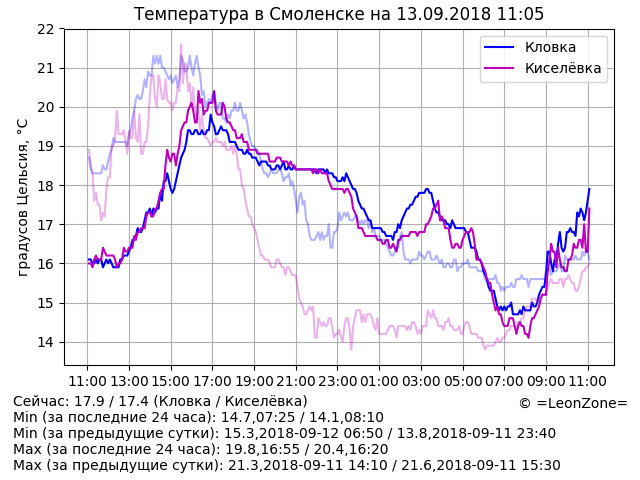 Температура в Смоленске на 13.09.2018 11:05
Кловка
Киселёвка
градусов Цельсия, °C
22
21
20
19
18
17
16
15
14
11:00 13:00 15:00 17:00 19:00 21:00 23:00 01:00 03:00 05:00 07:00 09:00 11:00
Сейчас: 17.9 / 17.4 (Кловка / Киселёвка)
© =LeonZone=
Min (за последние 24 часа): 14.7,07:25 / 14.1,08:10
Min (за предыдущие сутки): 15.3,2018-09-12 06:50 / 13.8,2018-09-11 23:40
Max (за последние 24 часа): 19.8,16:55 / 20.4,16:20
Max (за предыдущие сутки): 21.3,2018-09-11 14:10 / 21.6,2018-09-11 15:30